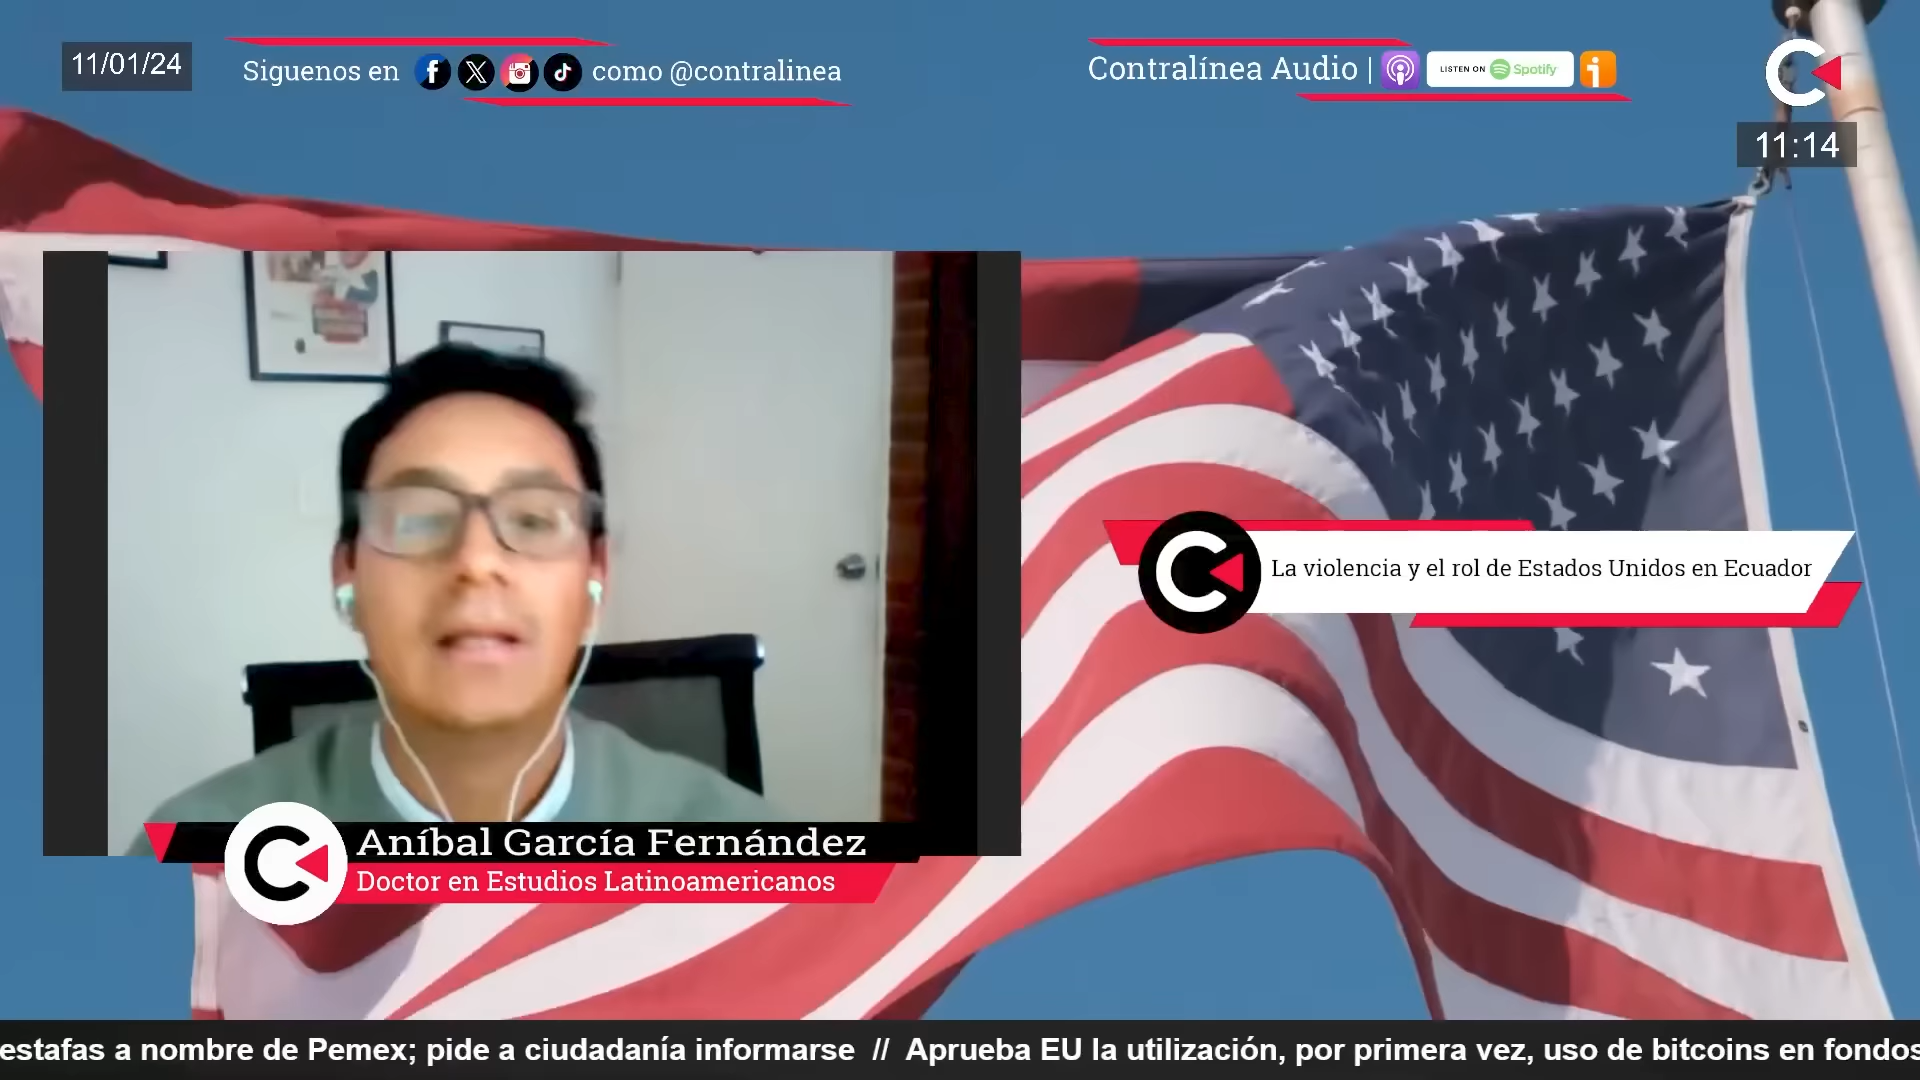 11/01/24
Siguenos en
como @contralinea
Contralínea Audio |
LISTEN ON Spotify
11:14
La violencia y el rol de Estados Unidos en Ecuador
Aníbal García Fernández
Doctor en Estudios Latinoamericanos
estafas a nombre de Pemex; pide a ciudadanía informarse // Aprueba EU la utilización, por primera vez, uso de bitcoins en fondos